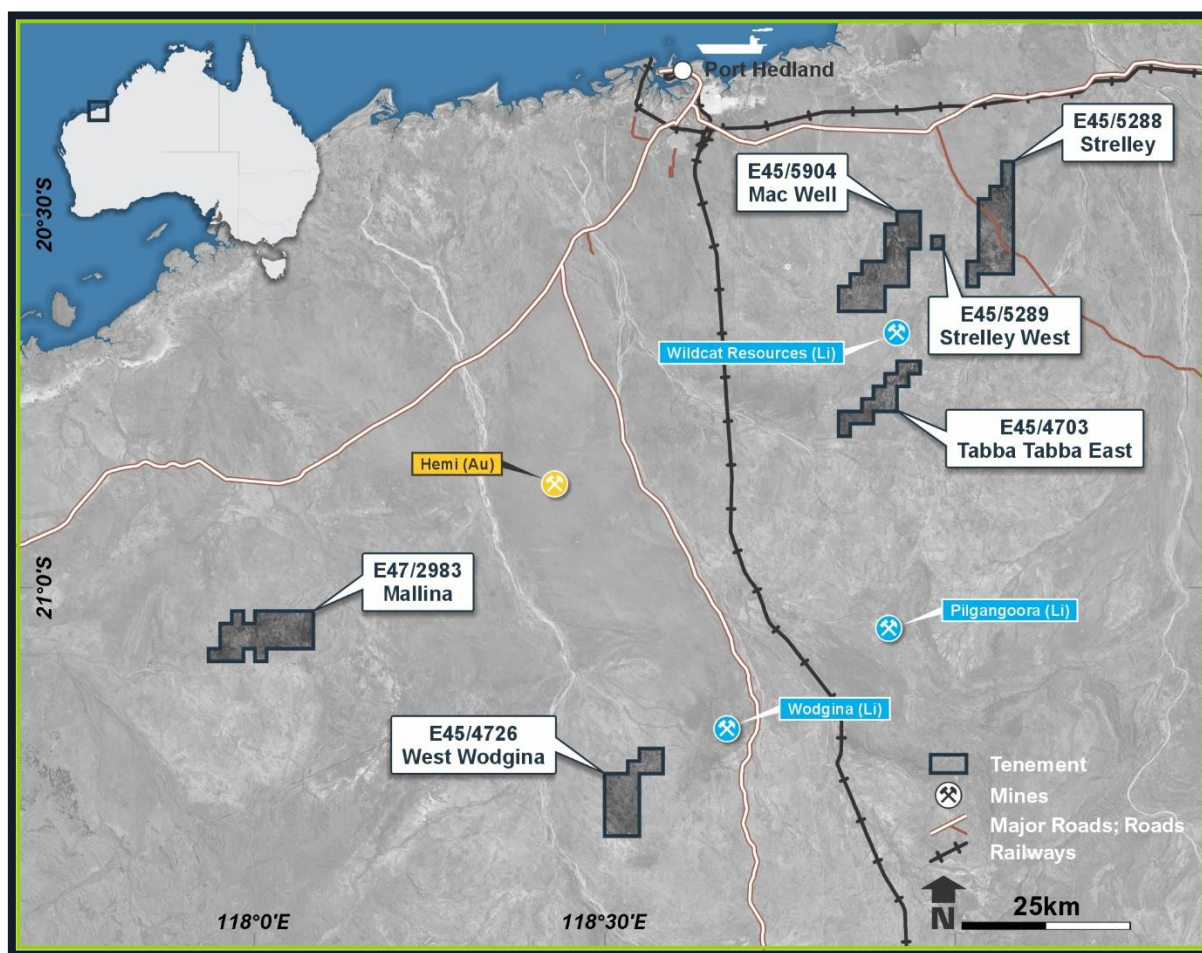 Port Hedland
E45/5288
Strelley
E45/5904
Mac Well
20°30'S
E45/5289
Strelley West
Wildcat Resources (Li)
E45/4703
Tabba Tabba East
Hemi (Au)
E47/2983
Mallina
21°0'S
Pilgangoora (Li)
Wodgina (Li)
E45/4726
West Wodgina
Tenement
Mines
Major Roads; Roads
Railways
118°0'E
118°30'E
N
25km